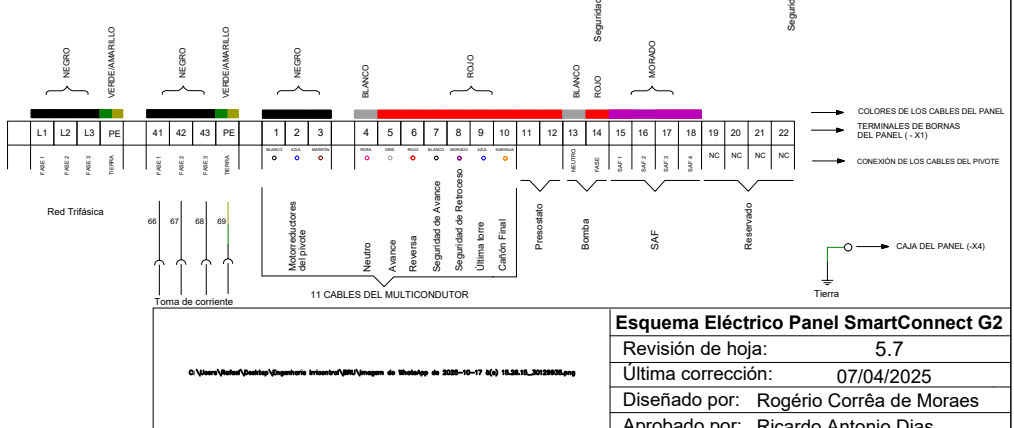 Seguridad
Segurid
NEGRO
VERDE/AMARILLO
NEGRO
VERDE/AMARILLO
NEGRO
BLANCO
ROJO
BLANCO
ROJO
MORADO
COLORES DE LOS CABLES DEL PANEL
L1 L2 L3 PE 41 42 43 PE 1 2 3 4 5 6 7 8 9 10 11 12 13 14 15 16 17 18 19 20 21 22
TERMINALES DE BORNAS
DEL PANEL ( - X1)
BLANCO AZUL MARRÓN ROSA GRIS ROJO BLANCO MORADO AZUL NARANJA
FASE 1 FASE 2 FASE 3 TIERRA FASE 1 FASE 2 FASE 3 TIERRA NEUTRO FASE SAF 1 SAF 2 SAF 3 SAF 4 NC NC NC NC
CONEXIÓN DE LOS CABLES DEL PIVOTE
Red Trifásica
66 67 68 69
Motorreductores
del pivote
Neutro
Avance
Reversa
Seguridad de Avance
Seguridad de Retroceso
Última torre
Cañón Final
Presostato
Bomba
SAF
Reservado
CAJA DEL PANEL (-X4)
Tierra
Toma de corriente
11 CABLES DEL MULTICONDUTOR
Esquema Eléctrico Panel SmartConnect G2
Revisión de hoja: 5.7
Última corrección: 07/04/2025
Diseñado por: Rogério Corrêa de Moraes
Aprobado por: Ricardo Antonio Dias